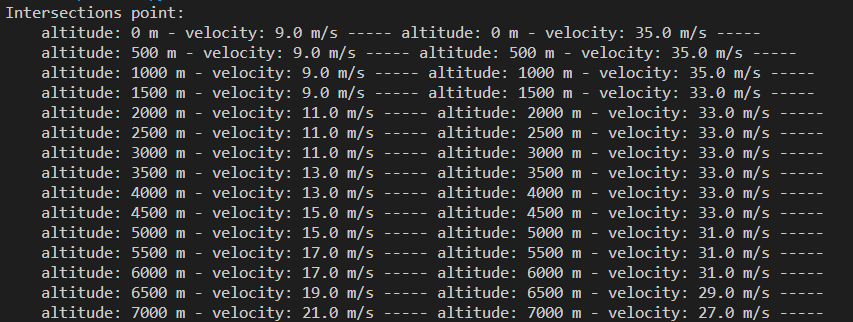 Intersections point:
altitude: 0 m - velocity: 9.0 m/s ----- altitude: 0 m - velocity: 35.0 m/s -----
altitude: 500 m - velocity: 9.0 m/s ----- altitude: 500 m - velocity: 35.0 m/s -----
altitude: 1000 m - velocity: 9.0 m/s ----- altitude: 1000 m - velocity: 35.0 m/s -----
altitude: 1500 m - velocity: 9.0 m/s ----- altitude: 1500 m - velocity: 33.0 m/s -----
altitude: 2000 m - velocity: 11.0 m/s ----- altitude: 2000 m - velocity: 33.0 m/s -----
altitude: 2500 m - velocity: 11.0 m/s ----- altitude: 2500 m - velocity: 33.0 m/s -----
altitude: 3000 m - velocity: 11.0 m/s ----- altitude: 3000 m - velocity: 33.0 m/s -----
altitude: 3500 m - velocity: 13.0 m/s ----- altitude: 3500 m - velocity: 33.0 m/s -----
altitude: 4000 m - velocity: 13.0 m/s ----- altitude: 4000 m - velocity: 33.0 m/s -----
altitude: 4500 m - velocity: 15.0 m/s ----- altitude: 4500 m - velocity: 33.0 m/s -----
altitude: 5000 m - velocity: 15.0 m/s ----- altitude: 5000 m - velocity: 31.0 m/s -----
altitude: 5500 m - velocity: 17.0 m/s ----- altitude: 5500 m - velocity: 31.0 m/s -----
altitude: 6000 m - velocity: 17.0 m/s ----- altitude: 6000 m - velocity: 31.0 m/s -----
altitude: 6500 m - velocity: 19.0 m/s ----- altitude: 6500 m - velocity: 29.0 m/s -----
altitude: 7000 m - velocity: 21.0 m/s ----- altitude: 7000 m - velocity: 27.0 m/s -----